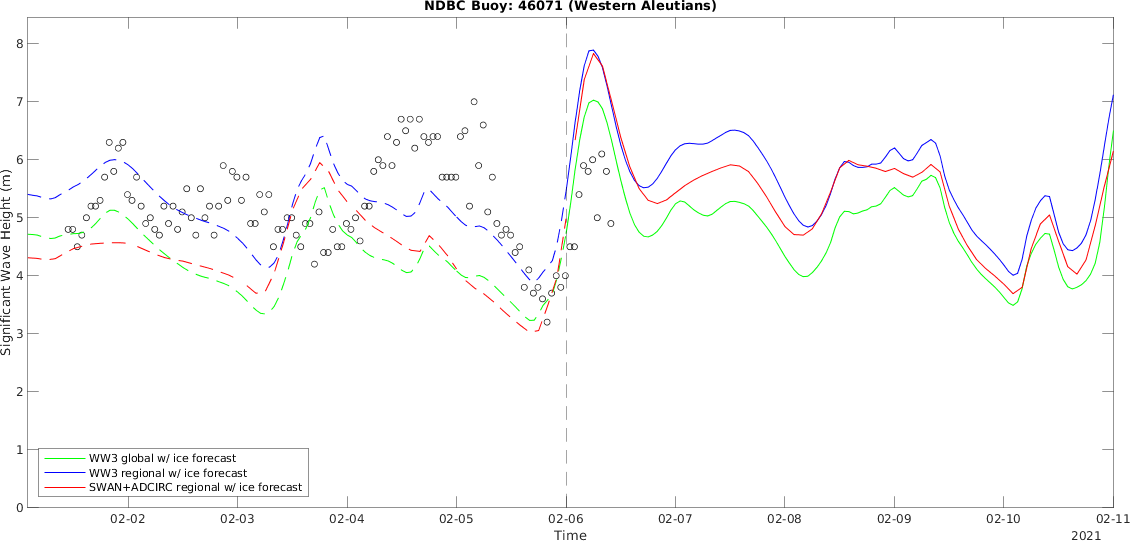 NDBC Buoy: 46071 (Western Aleutians)
Significant Wave Height (m)
8
7
6
5
4
3
2
1
0
WW3 global w/ ice forecast
WW3 regional w/ ice forecast
SWAN+ADCIRC regional w/ ice forecast
02-02 02-03 02-04 02-05 02-06 02-07 02-08 02-09 02-10 02-11
Time
2021